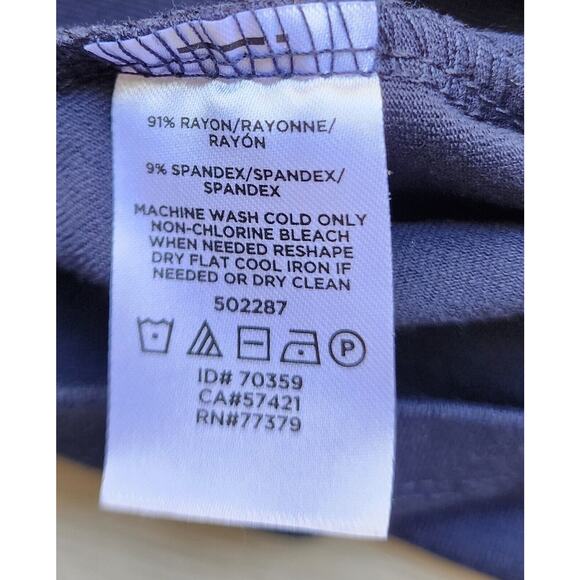 91% RAYON/RAYONNE/
RAYÓN
9% SPANDEX/SPANDEX/
SPANDEX
MACHINE WASH COLD ONLY
NON-CHLORINE BLEACH
WHEN NEEDED RESHAPE
DRY FLAT COOL IRON IF
NEEDED OR DRY CLEAN
502287
P
ID# 70359
CA#57421
RN#77379